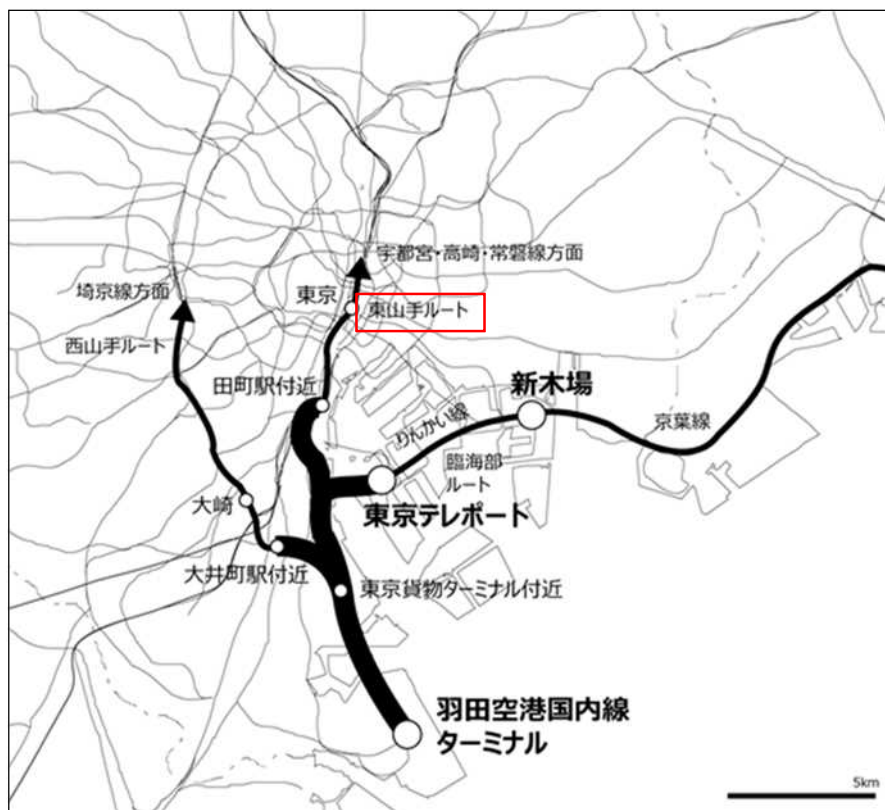 宇都宮・高崎・常磐線方面
埼京線方面
東京
東山手ルート
西山手ルート
田町駅付近
新木場
りんかい線
京葉線
臨海部
ルート
大崎
東京テレポート
大井町駅付近
東京貨物ターミナル付近
羽田空港国内線
ターミナル
5km